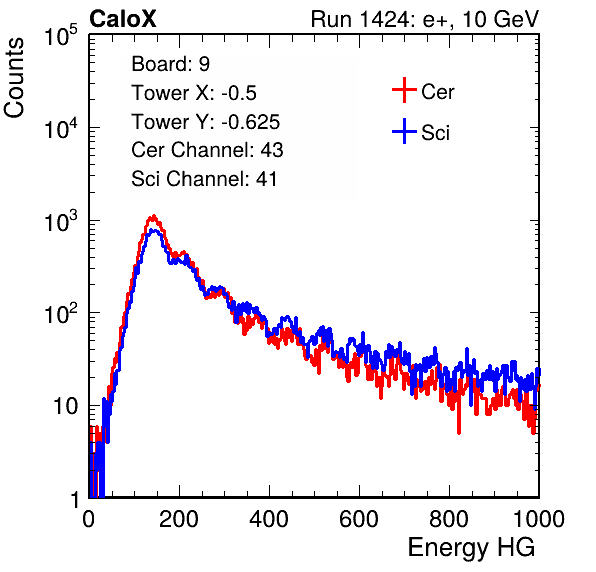 CaloX Run 1424: e+, 10 GeV
Counts
10^5
10^4
10^3
10^2
10
1
Board: 9
Tower X: -0.5
Tower Y: -0.625
Cer Channel: 43
Sci Channel: 41
Cer
Sci
0 200 400 600 800 1000
Energy HG